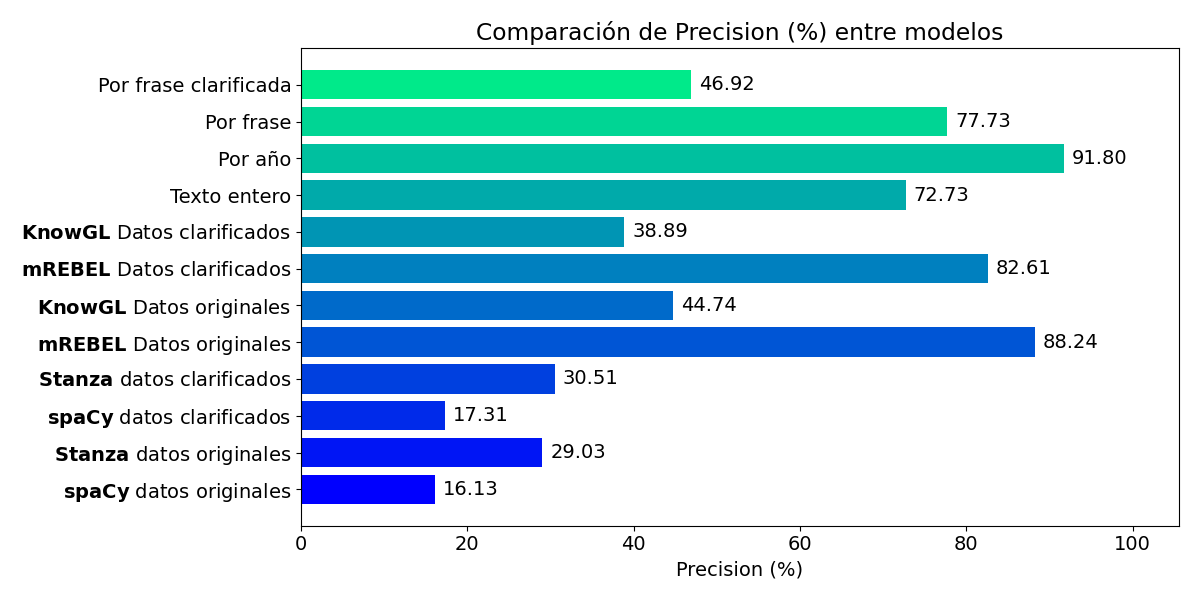 Comparación de Precision (%) entre modelos
Por frase clarificada 46.92
Por frase 77.73
Por año 91.80
Texto entero 72.73
KnowGL Datos clarificados 38.89
mREBEL Datos clarificados 82.61
KnowGL Datos originales 44.74
mREBEL Datos originales 88.24
Stanza datos clarificados 30.51
spaCy datos clarificados 17.31
Stanza datos originales 29.03
spaCy datos originales 16.13
0 20 40 60 80 100
Precision (%)